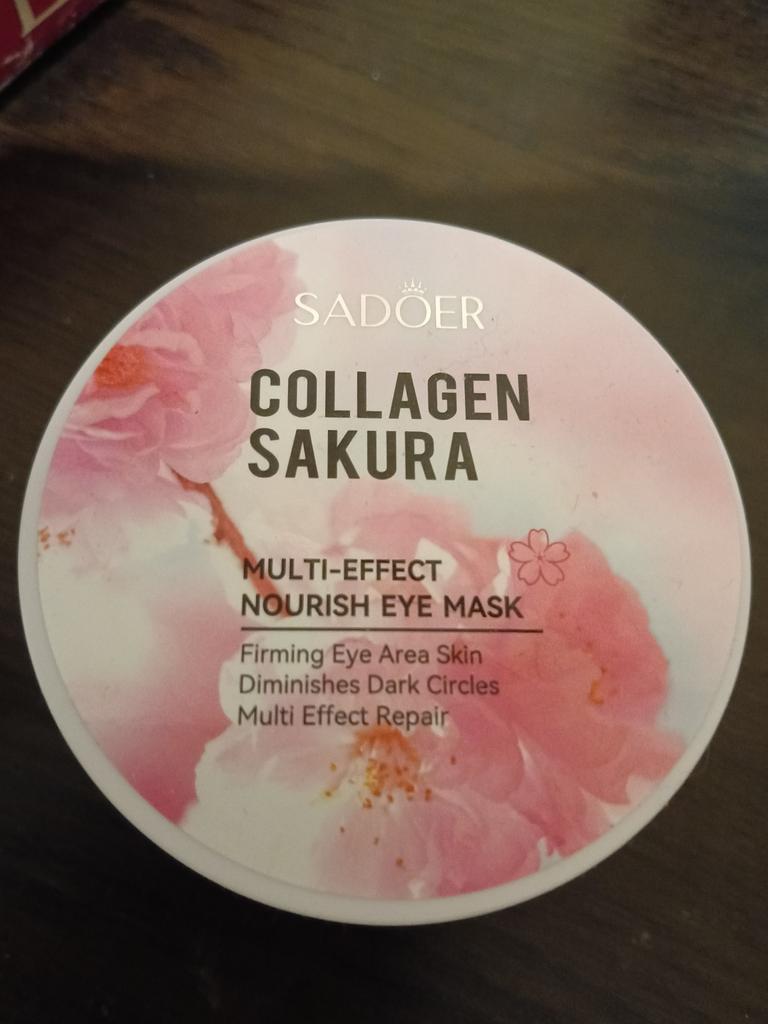 SADOER
COLLAGEN
SAKURA
MULTI-EFFECT
NOURISH EYE MASK
Firming Eye Area Skin
Diminishes Dark Circles
Multi Effect Repair